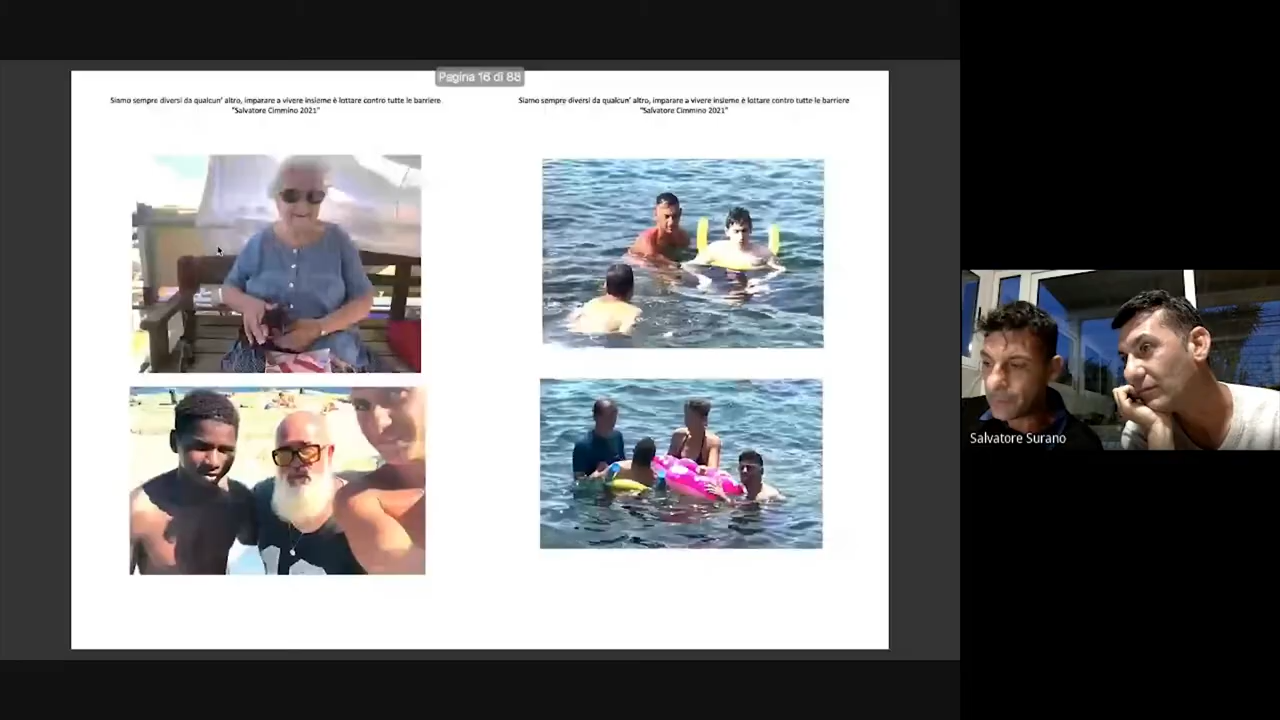 Pagina 16 di 88
Siamo sempre diversi da qualcun' altro, imparare a vivere insieme è lottare contro tutte le barriere
"Salvatore Cimmino 2021"
Siamo sempre diversi da qualcun' altro, imparare a vivere insieme è lottare contro tutte le barriere
"Salvatore Cimmino 2021"
Salvatore Surano